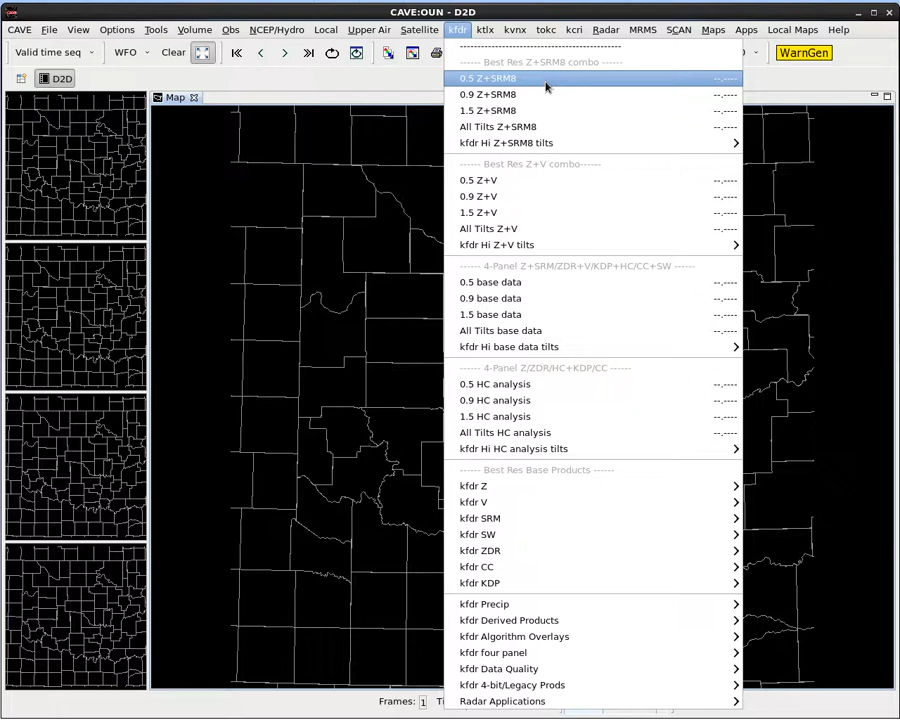 CAVE:OUN - D2D
CAVE File View Options Tools Volume Obs NCEP/Hydro Local Upper Air Satellite kfdr ktlx kvnx tokc kcri Radar MRMS SCAN Maps Apps Local Maps Help
Valid time seq WFO Clear WarnGen
D2D
Map
----------------------------------------
------ Best Res Z+SRM8 combo ------
0.5 Z+SRM8 --.----
0.9 Z+SRM8 --.----
1.5 Z+SRM8 --.----
All Tilts Z+SRM8 --.----
kfdr Hi Z+SRM8 tilts
------ Best Res Z+V combo------
0.5 Z+V --.----
0.9 Z+V --.----
1.5 Z+V --.----
All Tilts Z+V --.----
kfdr Hi Z+V tilts
------ 4-Panel Z+SRM/ZDR+V/KDP+HC/CC+SW ------
0.5 base data --.----
0.9 base data --.----
1.5 base data --.----
All Tilts base data --.----
kfdr Hi base data tilts
------ 4-Panel Z/ZDR/HC+KDP/CC ------
0.5 HC analysis --.----
0.9 HC analysis --.----
1.5 HC analysis --.----
All Tilts HC analysis --.----
kfdr Hi HC analysis tilts
------ Best Res Base Products ------
kfdr Z
kfdr V
kfdr SRM
kfdr SW
kfdr ZDR
kfdr CC
kfdr KDP
kfdr Precip
kfdr Derived Products
kfdr Algorithm Overlays
kfdr four panel
kfdr Data Quality
kfdr 4-bit/Legacy Prods
Radar Applications
Frames: 1